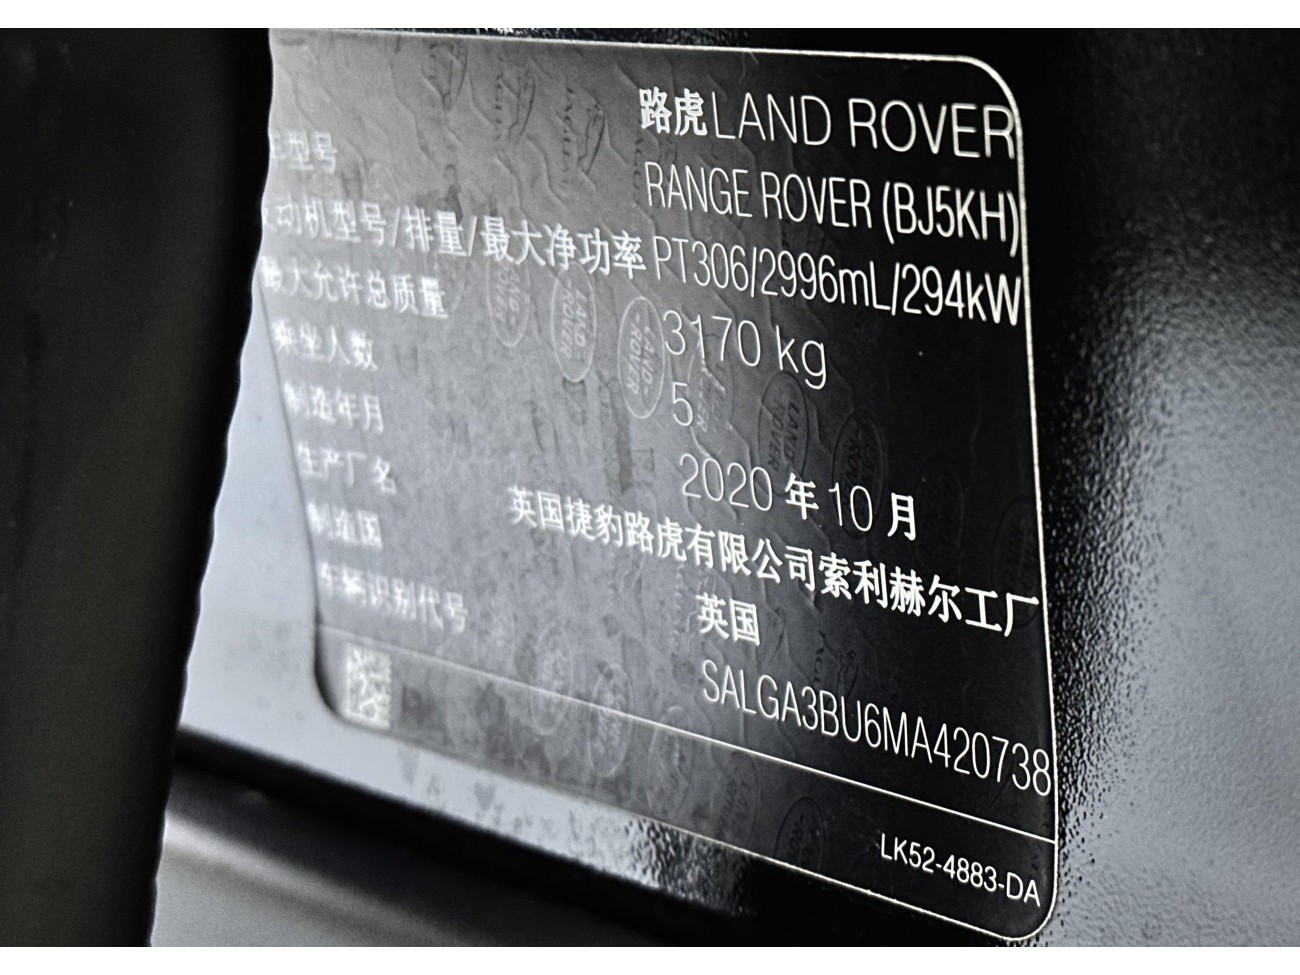 路虎LAND ROVER
型号 RANGE ROVER (BJ5KH)
动机型号/排量/最大净功率 PT306/2996mL/294kW
最大允许总质量 3170 kg
乘坐人数 5
制造年月 2020 年 10 月
生产厂名 英国捷豹路虎有限公司索利赫尔工厂
制造国 英国
车辆识别代号 SALGA3BU6MA420738
LK52-4883-DA